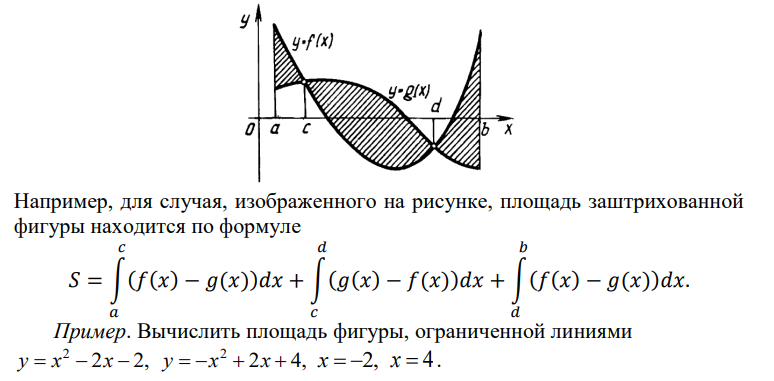 y
y=f(x)
y=g(x)
d
0 a c b x
Например, для случая, изображенного на рисунке, площадь заштрихованной
фигуры находится по формуле
S = ∫_a^c (f(x) − g(x))dx + ∫_c^d (g(x) − f(x))dx + ∫_d^b (f(x) − g(x))dx.
Пример. Вычислить площадь фигуры, ограниченной линиями
y = x² − 2x − 2, y = −x² + 2x + 4, x = −2, x = 4.